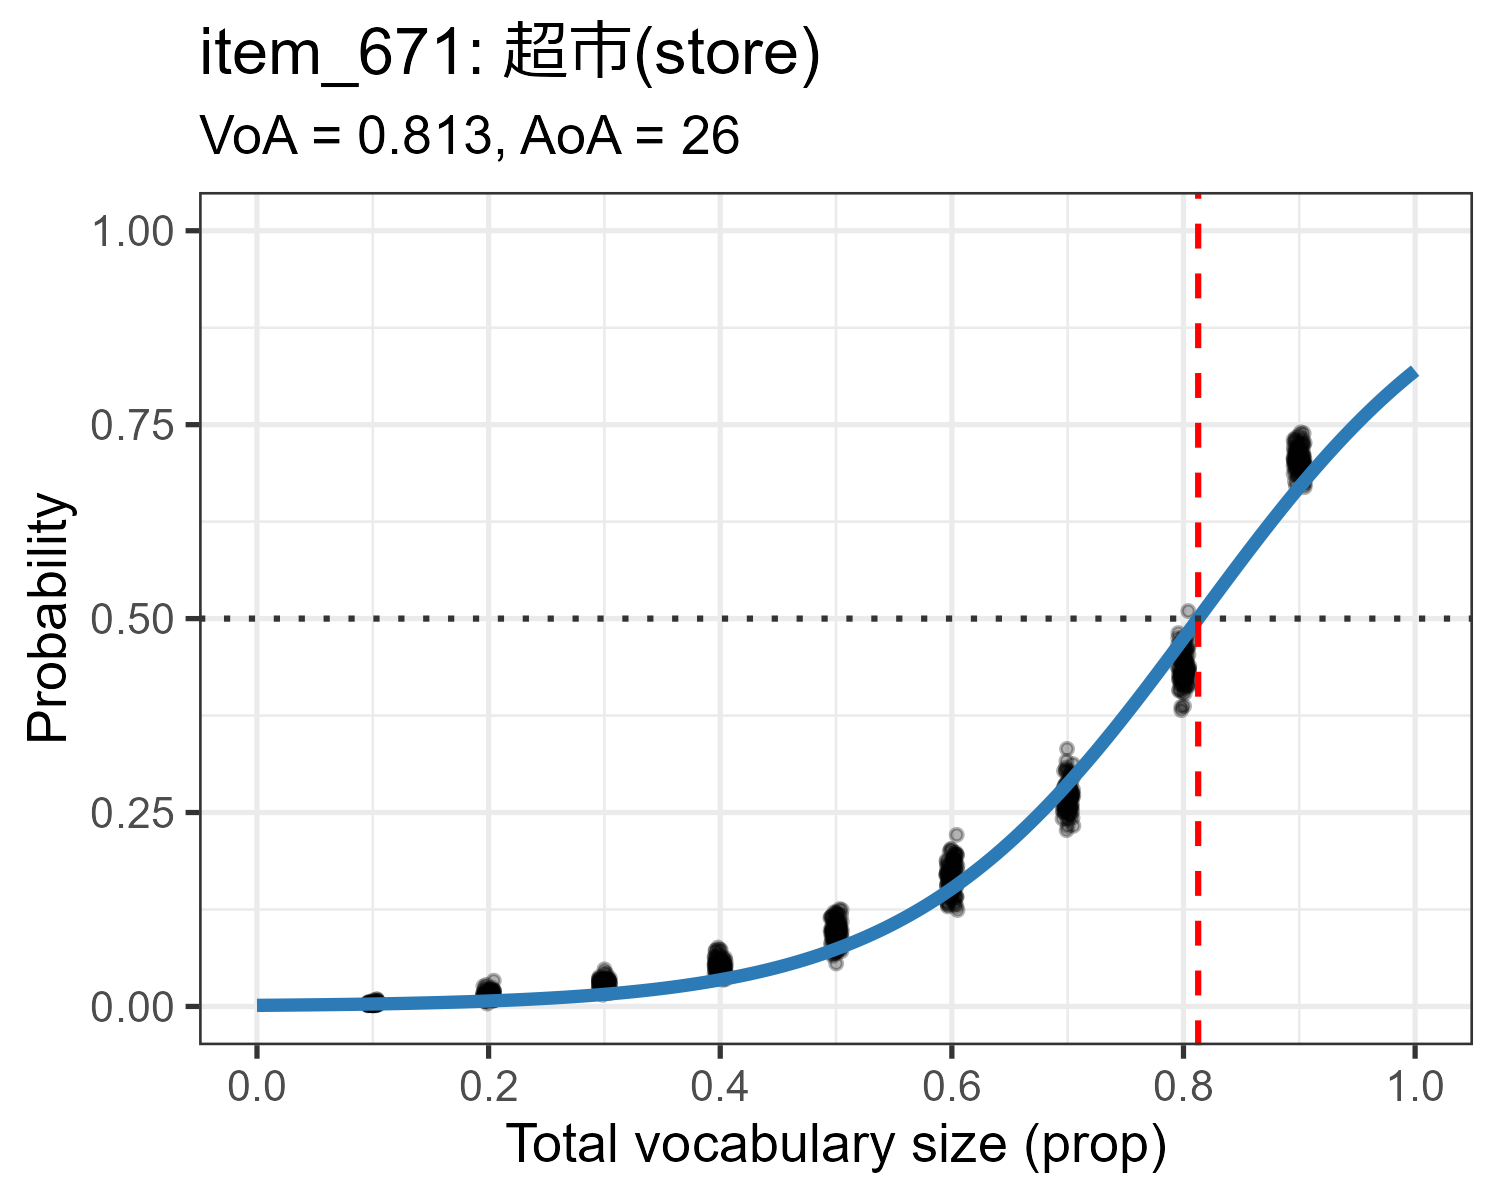 item_671: 超市(store)
VoA = 0.813, AoA = 26
1.00
0.75
0.50
0.25
0.00
Probability
0.0 0.2 0.4 0.6 0.8 1.0
Total vocabulary size (prop)